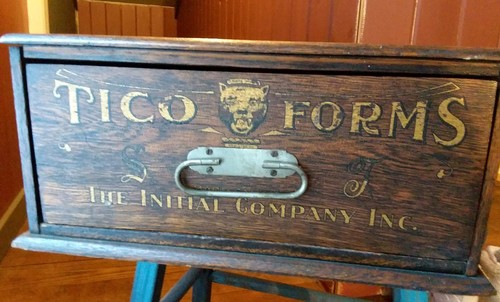 TICO FORMS
THE INITIAL COMPANY INC.